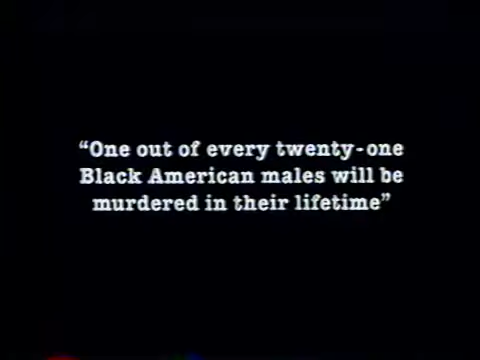 “One out of every twenty-one
Black American males will be
murdered in their lifetime”